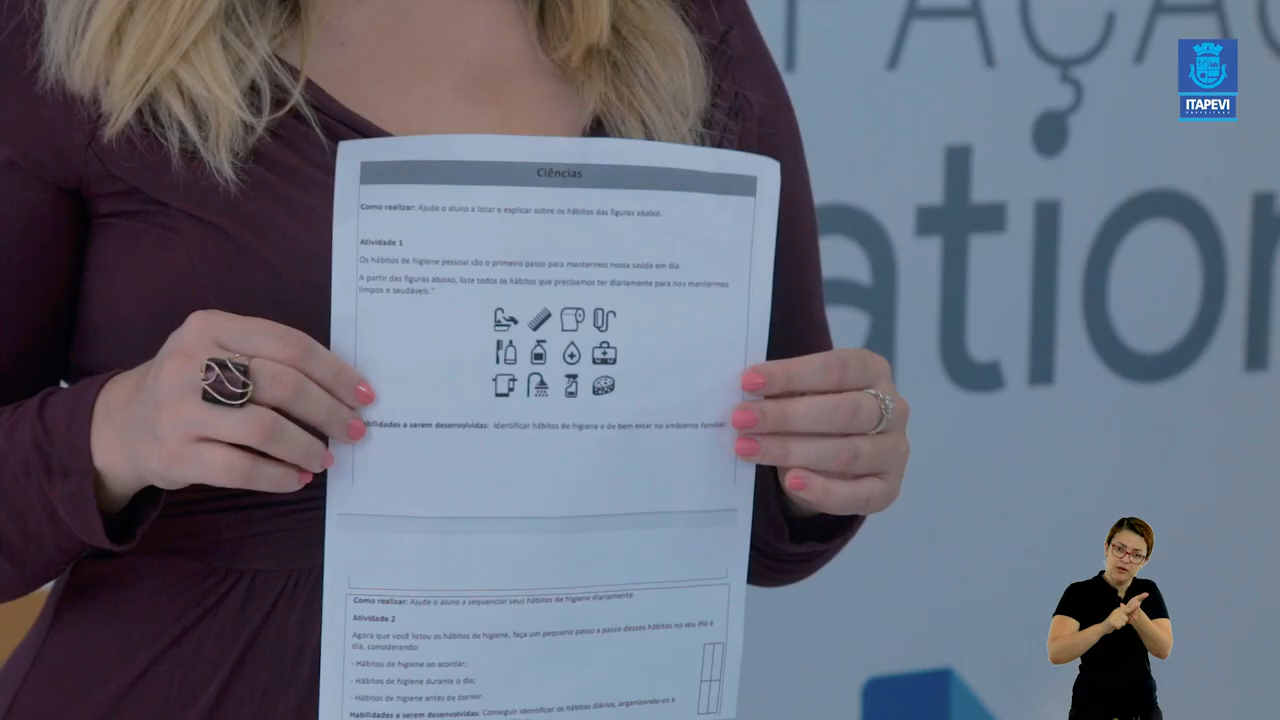 AÇA
ation
ITAPEVI
PREFEITURA
Ciências
Como realizar: Ajude o aluno a listar e explicar sobre os hábitos das figuras abaixo.
Atividade 1
Os hábitos de higiene pessoal são o primeiro passo para mantermos nossa saúde em dia.
A partir das figuras abaixo, liste todos os hábitos que precisamos ter diariamente para nos mantermos
limpos e saudáveis."
Habilidades a serem desenvolvidas: Identificar hábitos de higiene e de bem estar no ambiente familiar
Como realizar: Ajude o aluno a sequenciar seus hábitos de higiene diariamente
Atividade 2
Agora que você listou os hábitos de higiene, faça um pequeno passo a passo desses hábitos no seu dia a
dia, considerando
- Hábitos de higiene ao acordar;
- Hábitos de higiene durante o dia;
- Hábitos de higiene antes de dormir.
Habilidades a serem desenvolvidas: Conseguir identificar os hábitos diários, organizando-os e